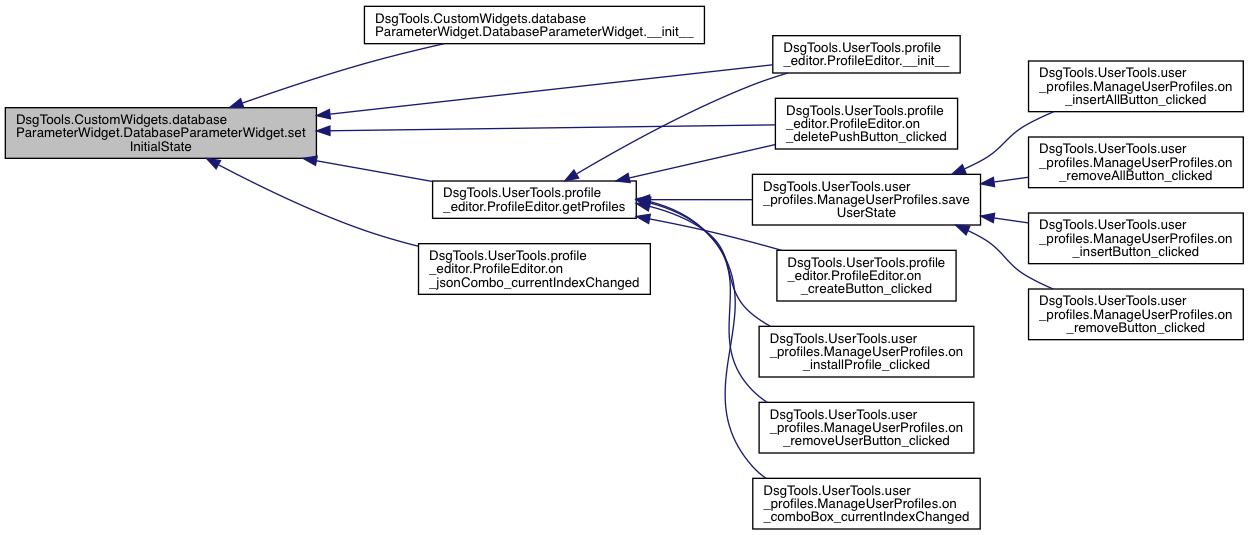 DsgTools.CustomWidgets.database
ParameterWidget.DatabaseParameterWidget.__init__
DsgTools.UserTools.profile
_editor.ProfileEditor.__init__
DsgTools.UserTools.user
_profiles.ManageUserProfiles.on
_insertAllButton_clicked
DsgTools.CustomWidgets.database
ParameterWidget.DatabaseParameterWidget.set
InitialState
DsgTools.UserTools.profile
_editor.ProfileEditor.on
_deletePushButton_clicked
DsgTools.UserTools.user
_profiles.ManageUserProfiles.on
_removeAllButton_clicked
DsgTools.UserTools.profile
_editor.ProfileEditor.getProfiles
DsgTools.UserTools.user
_profiles.ManageUserProfiles.save
UserState
DsgTools.UserTools.user
_profiles.ManageUserProfiles.on
_insertButton_clicked
DsgTools.UserTools.profile
_editor.ProfileEditor.on
_jsonCombo_currentIndexChanged
DsgTools.UserTools.profile
_editor.ProfileEditor.on
_createButton_clicked
DsgTools.UserTools.user
_profiles.ManageUserProfiles.on
_removeButton_clicked
DsgTools.UserTools.user
_profiles.ManageUserProfiles.on
_installProfile_clicked
DsgTools.UserTools.user
_profiles.ManageUserProfiles.on
_removeUserButton_clicked
DsgTools.UserTools.user
_profiles.ManageUserProfiles.on
_comboBox_currentIndexChanged